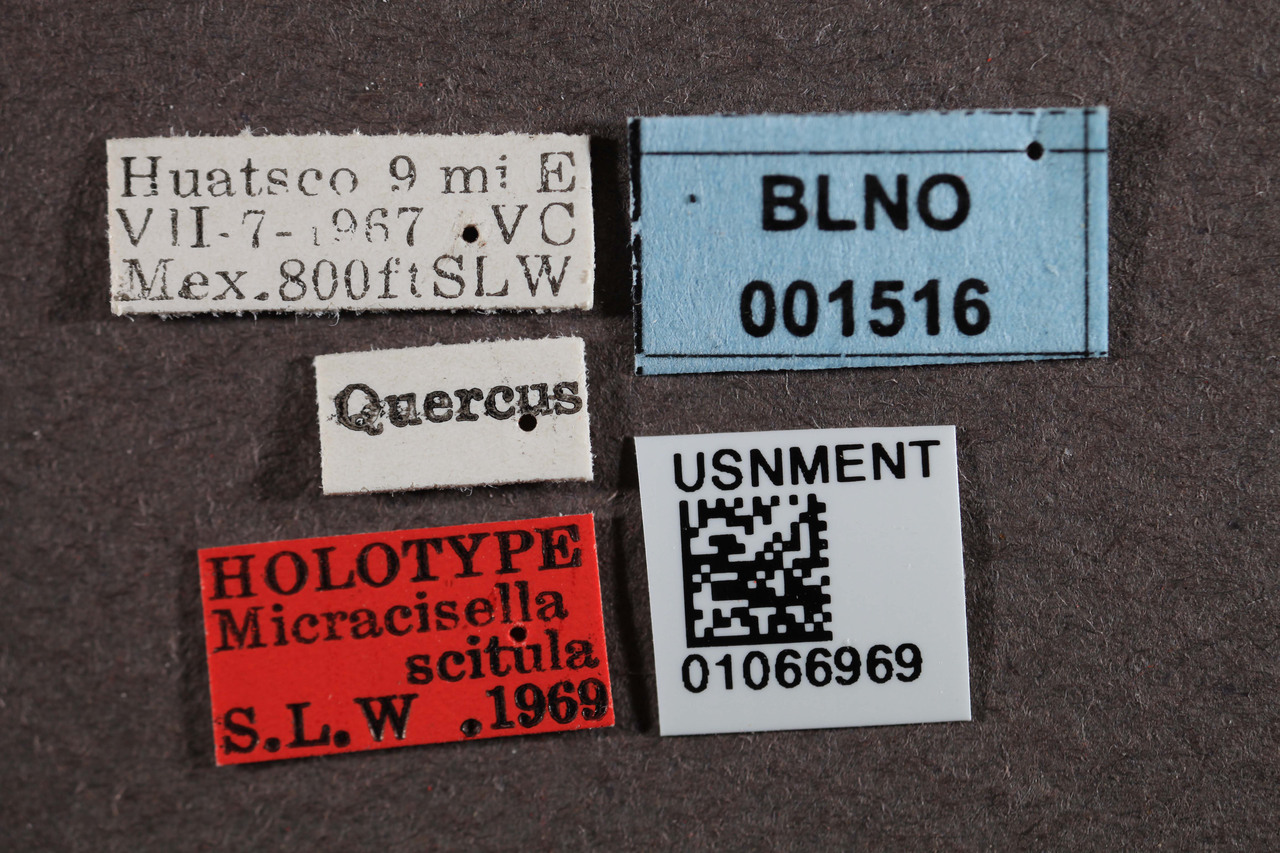 Huatsco 9 mi E
VII-7-1967 VC
Mex.800ftSLW
Quercus
HOLOTYPE
Micracisella
scitula
S.L.W .1969
BLNO
001516
USNMENT
01066969